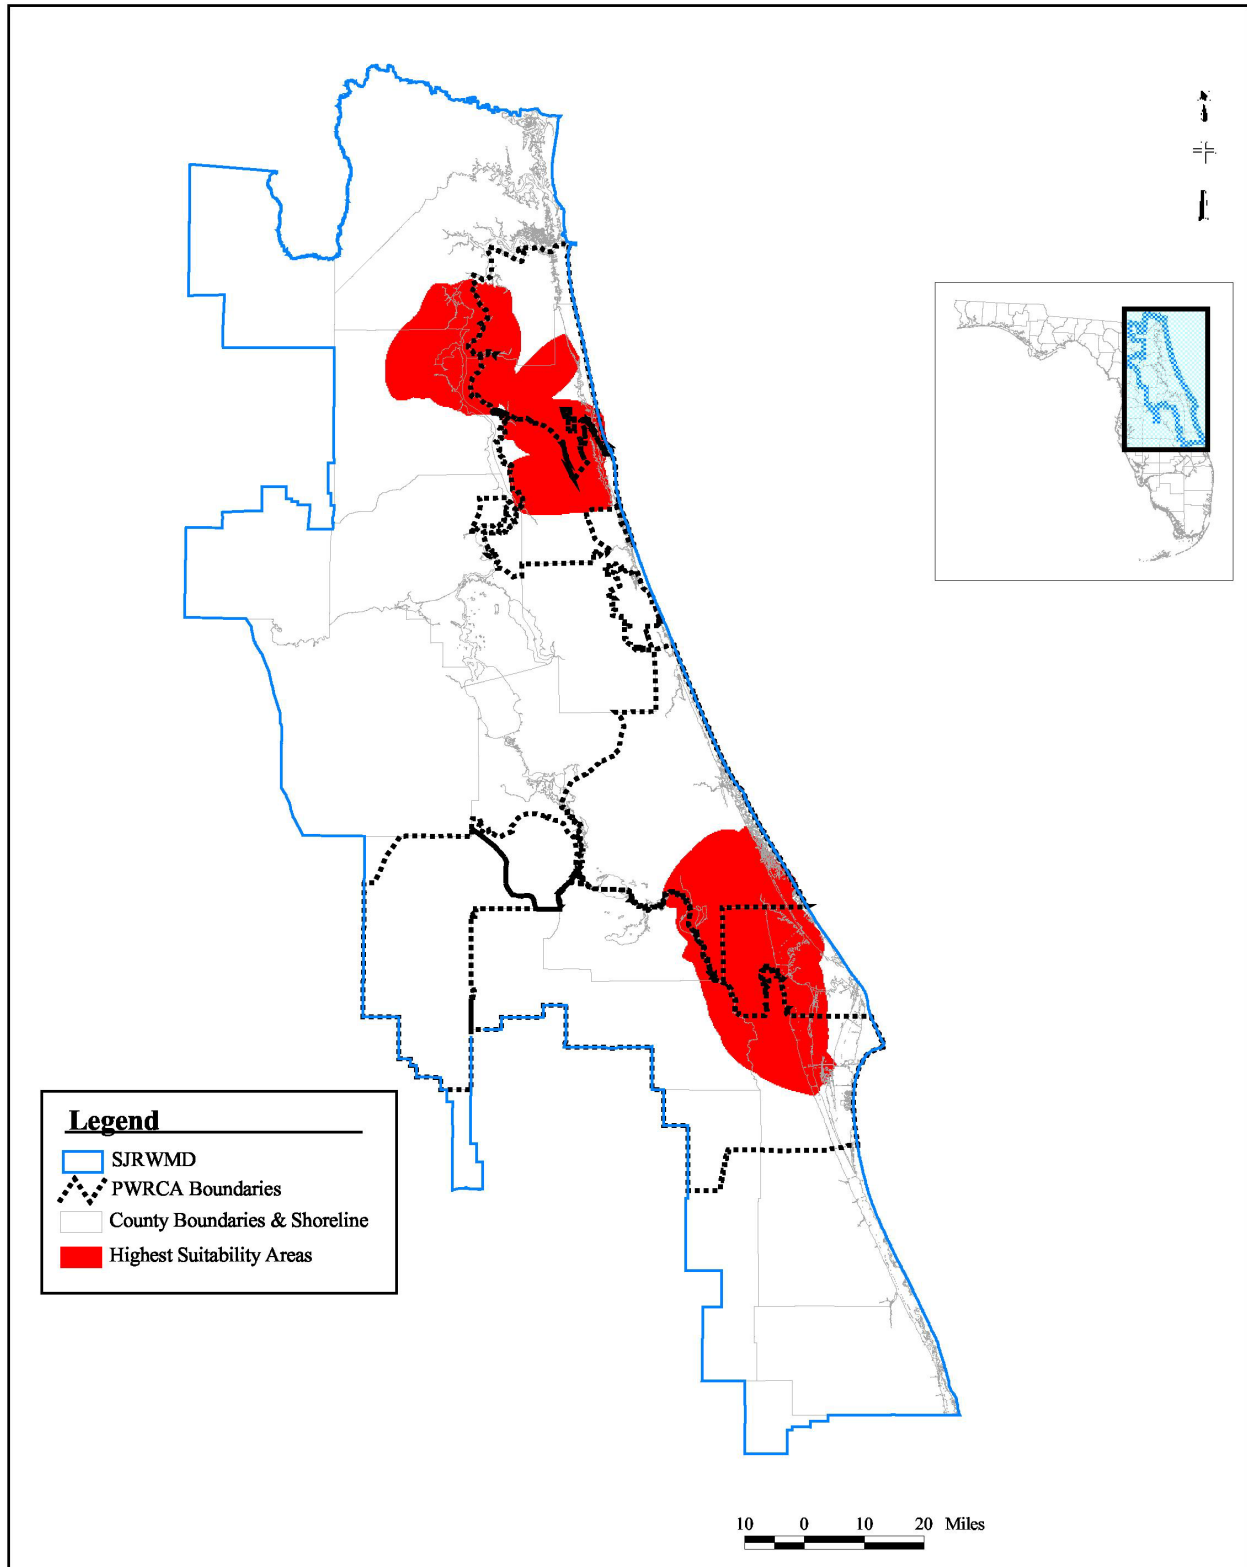 Legend
SJRWMD
PWRCA Boundaries
County Boundaries & Shoreline
Highest Suitability Areas
10 0 10 20 Miles